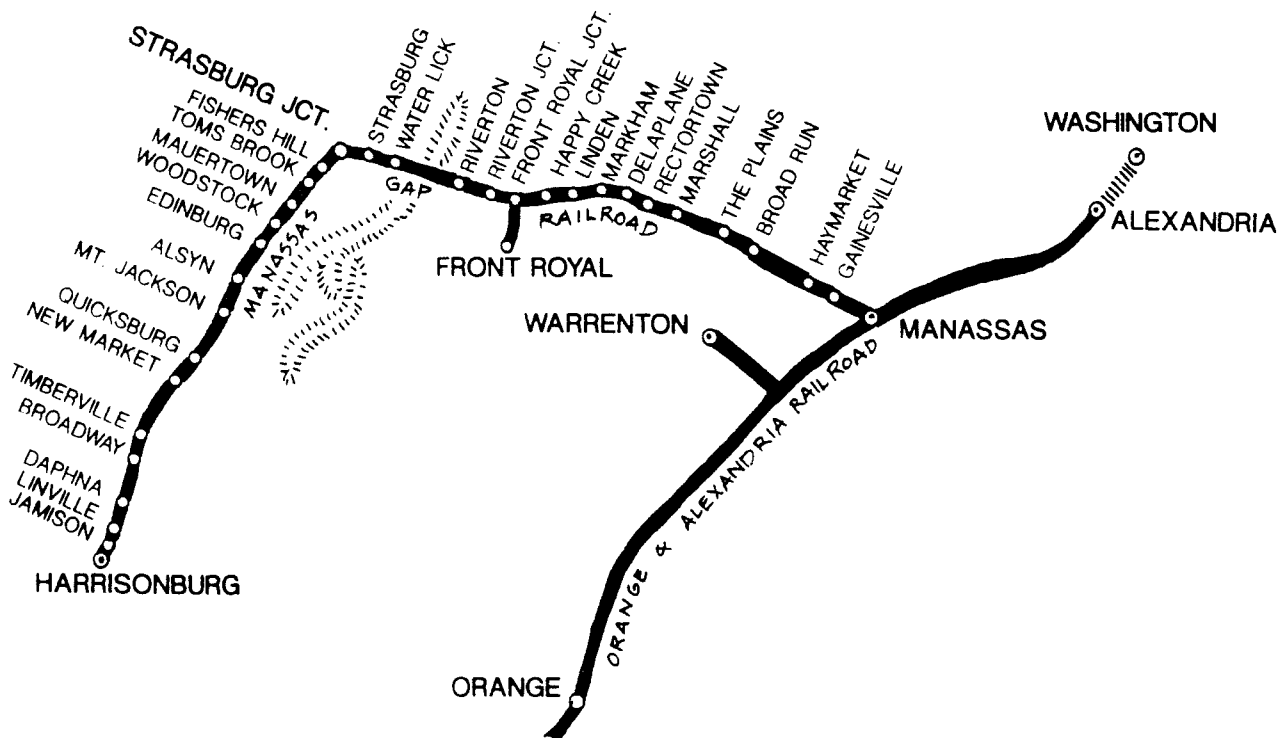 STRASBURG JCT.
FISHERS HILL
TOMS BROOK
MAUERTOWN
WOODSTOCK
EDINBURG
ALSYN
MT. JACKSON
QUICKSBURG
NEW MARKET
TIMBERVILLE
BROADWAY
DAPHNA
LINVILLE
JAMISON
HARRISONBURG
STRASBURG
WATER LICK
RIVERTON
RIVERTON JCT.
FRONT ROYAL JCT.
HAPPY CREEK
LINDEN
MARKHAM
DELAPLANE
RECTORTOWN
MARSHALL
THE PLAINS
BROAD RUN
HAYMARKET
GAINESVILLE
MANASSAS GAP RAILROAD
FRONT ROYAL
WASHINGTON
ALEXANDRIA
MANASSAS
WARRENTON
ORANGE & ALEXANDRIA RAILROAD
ORANGE